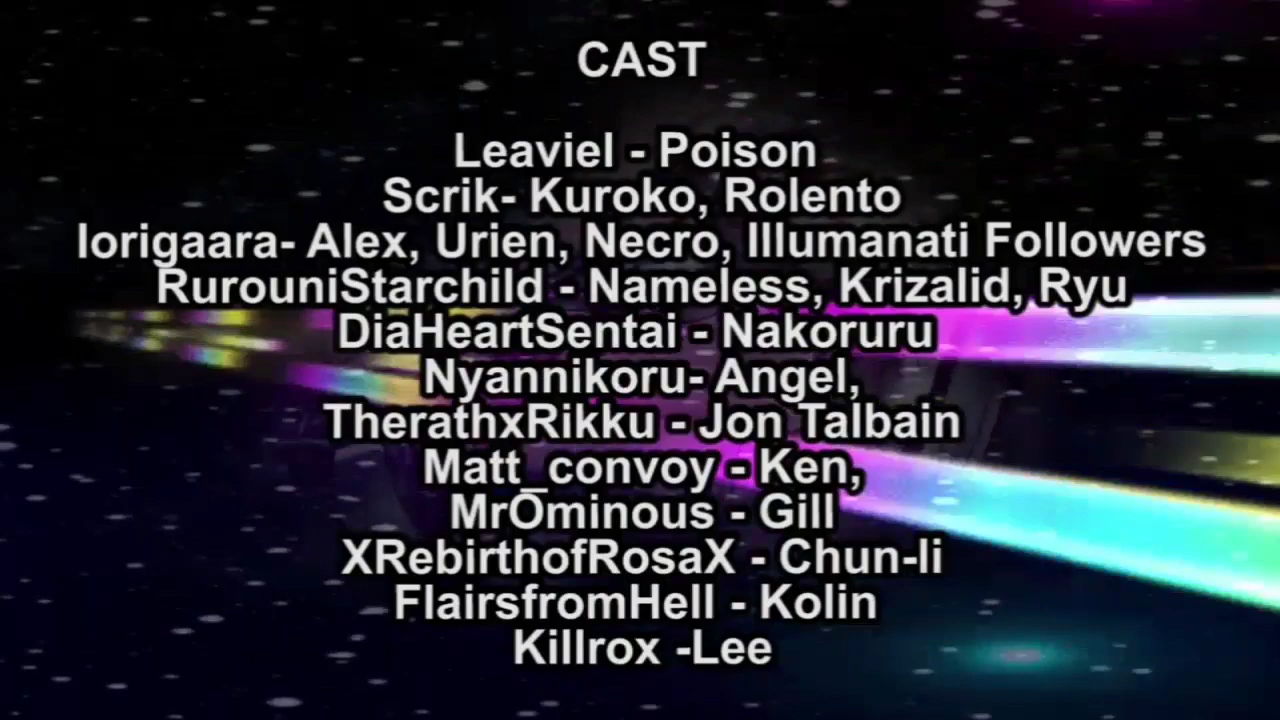 CAST
Leaviel - Poison
Scrik- Kuroko, Rolento
Iorigaara- Alex, Urien, Necro, Illumanati Followers
RurouniStarchild - Nameless, Krizalid, Ryu
DiaHeartSentai - Nakoruru
Nyannikoru- Angel,
TherathxRikku - Jon Talbain
Matt_convoy - Ken,
MrOminous - Gill
XRebirthofRosaX - Chun-li
FlairsfromHell - Kolin
Killrox -Lee